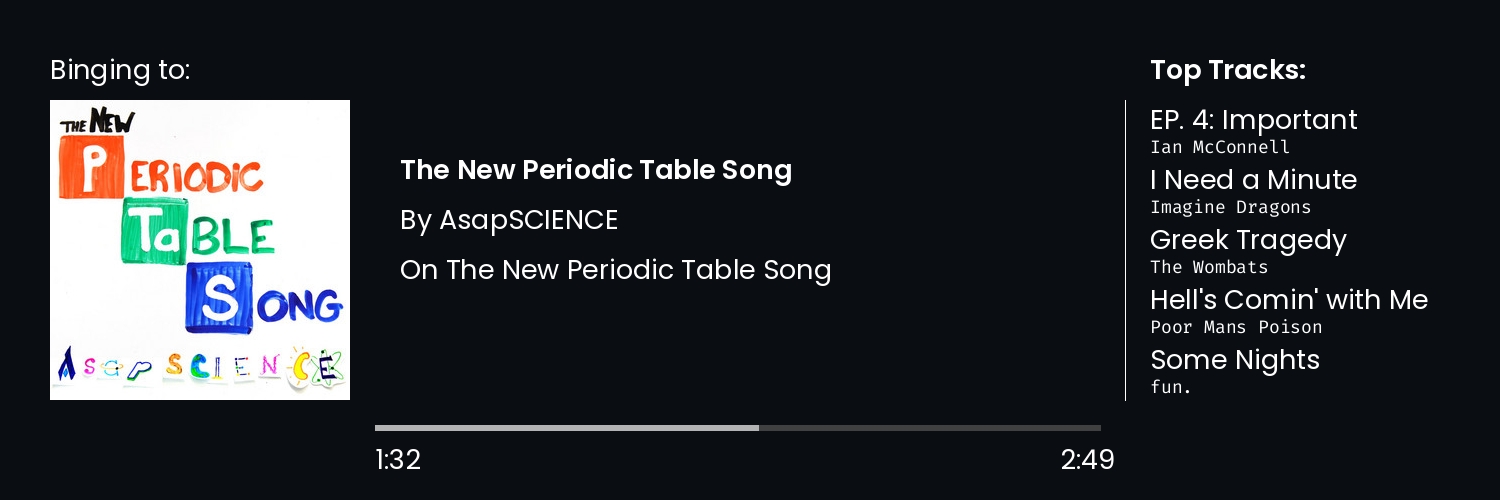 Binging to:
THE NEW
PERIODIC
TaBLE
SONG
AsapSCIENCE
The New Periodic Table Song
By AsapSCIENCE
On The New Periodic Table Song
1:32
2:49
Top Tracks:
EP. 4: Important
Ian McConnell
I Need a Minute
Imagine Dragons
Greek Tragedy
The Wombats
Hell's Comin' with Me
Poor Mans Poison
Some Nights
fun.